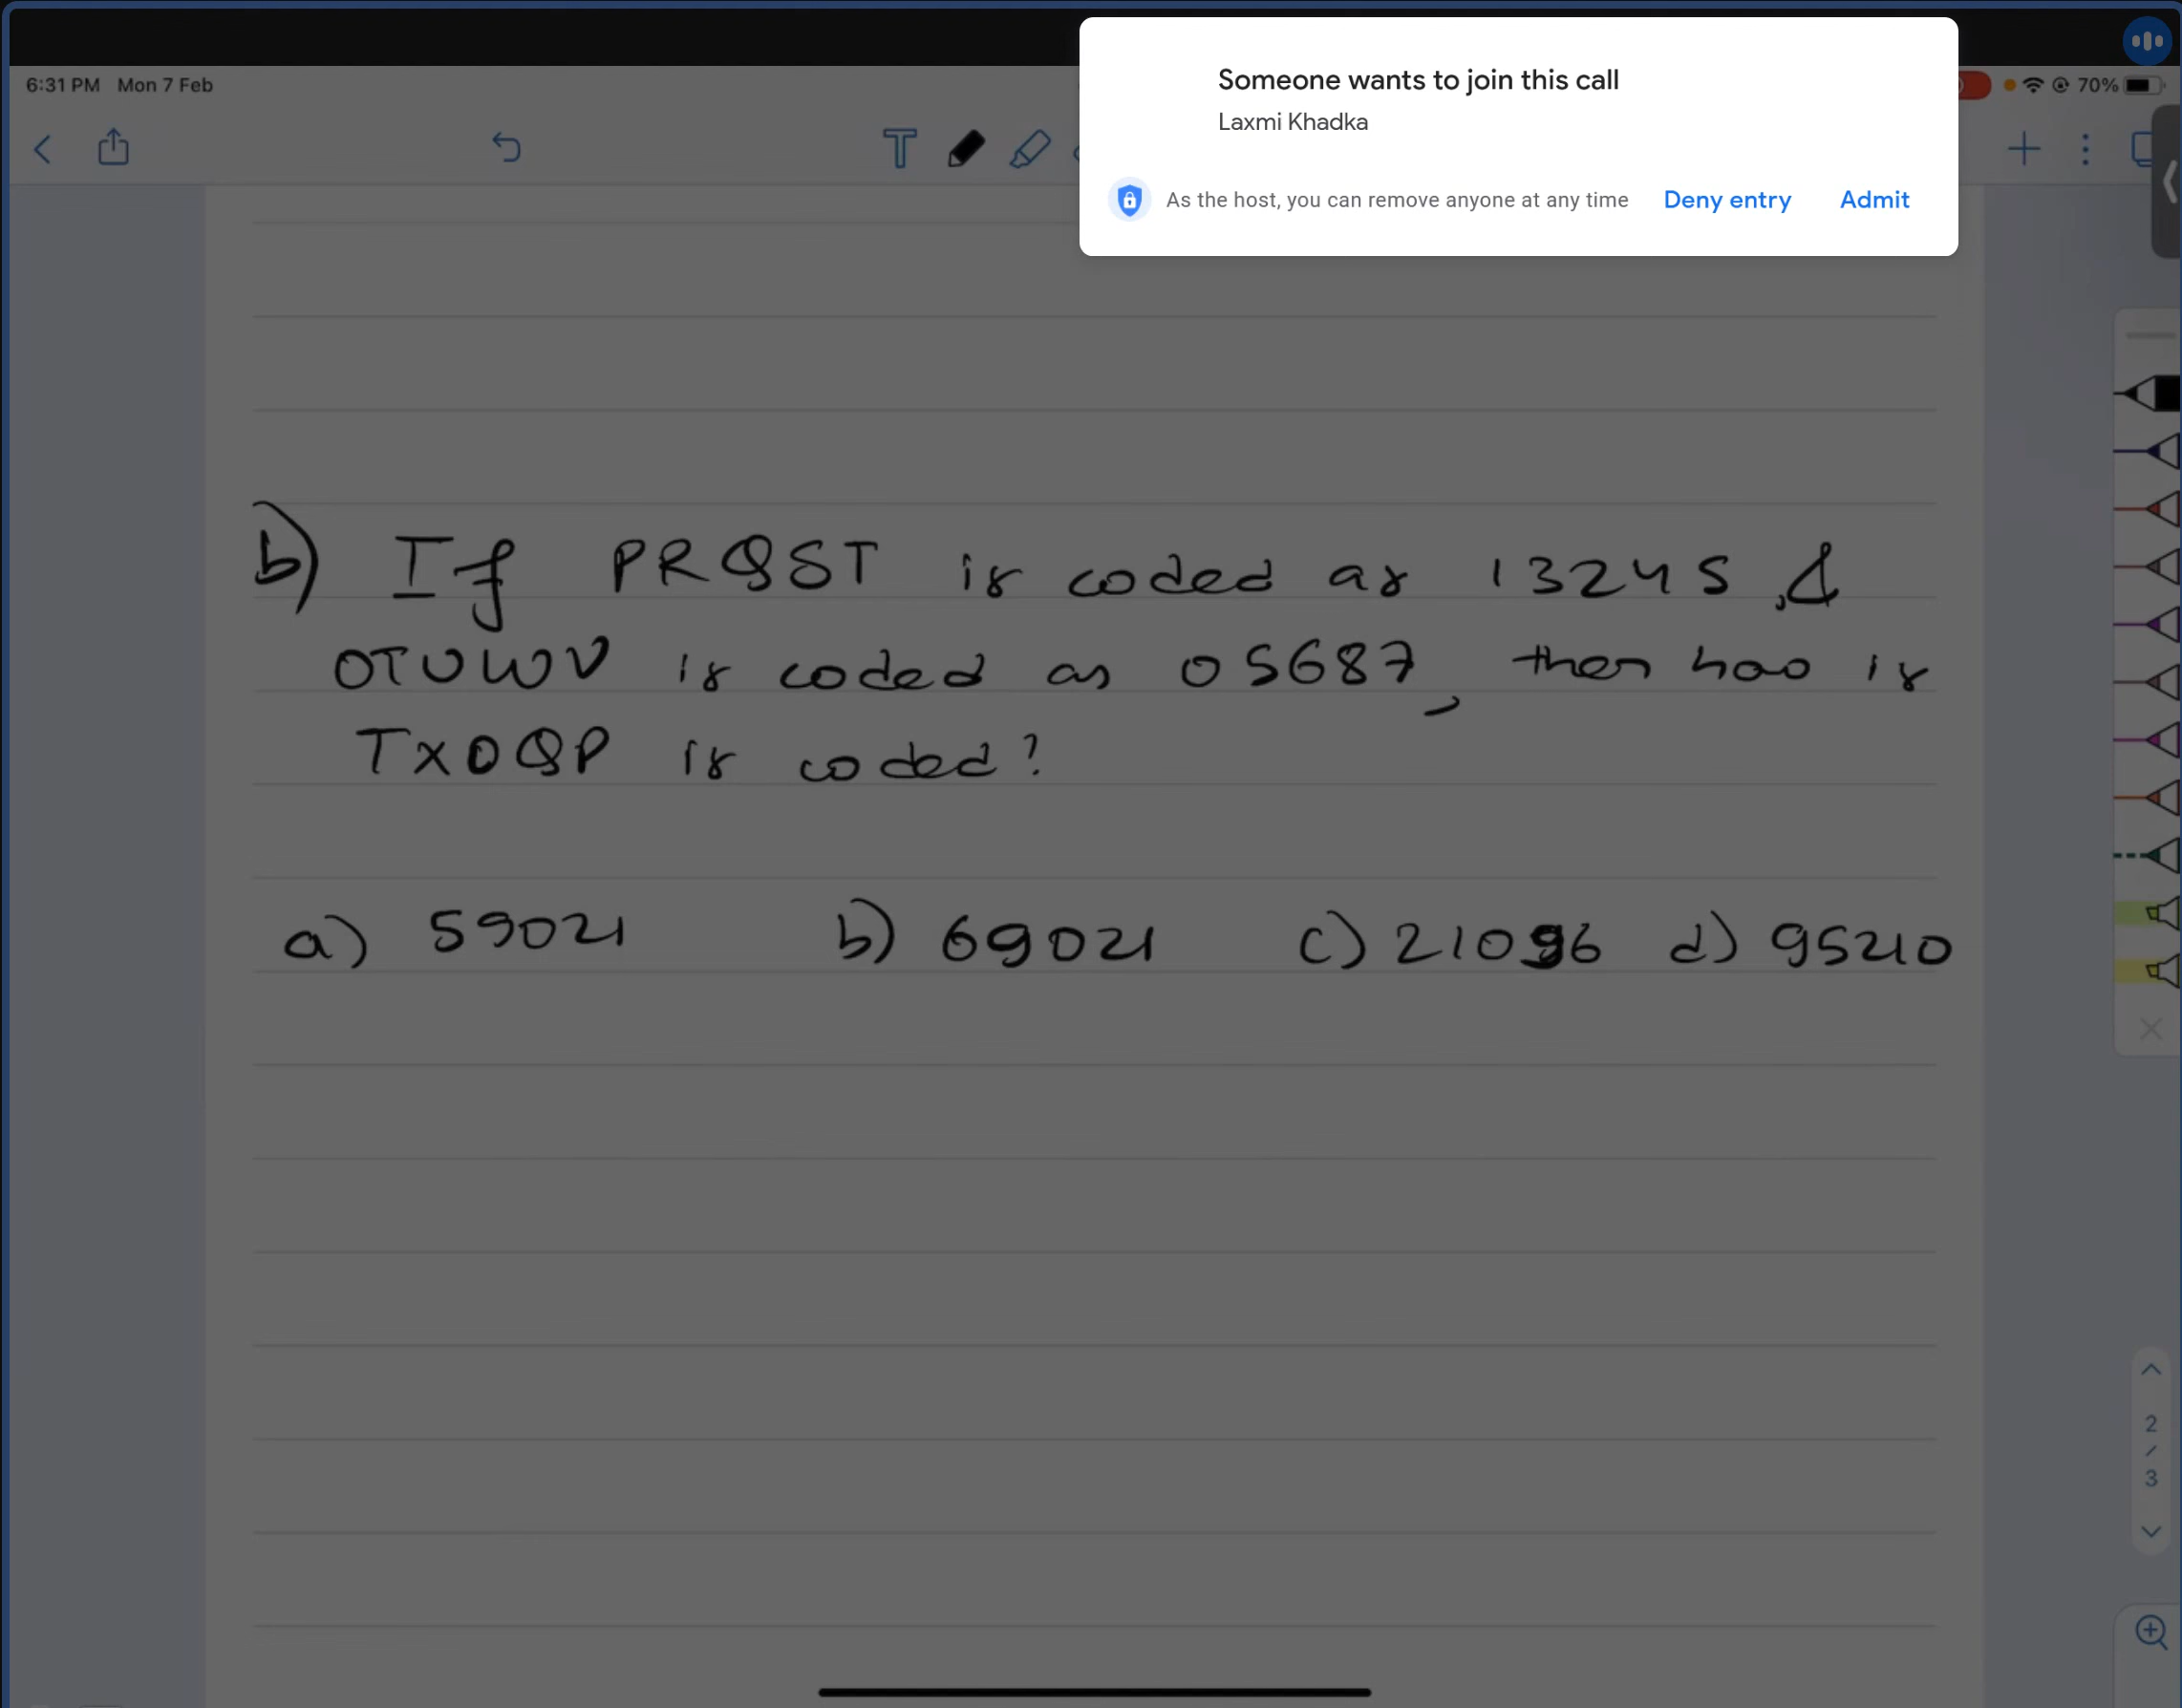 6:31 PM Mon 7 Feb
Someone wants to join this call
Laxmi Khadka
As the host, you can remove anyone at any time Deny entry Admit
70%
b) If PRQST is coded as 13245, &
OTUWV is coded as 05687, then how is
TXOQP is coded?
a) 59021 b) 69021 c) 21096 d) 95210
2
/
3